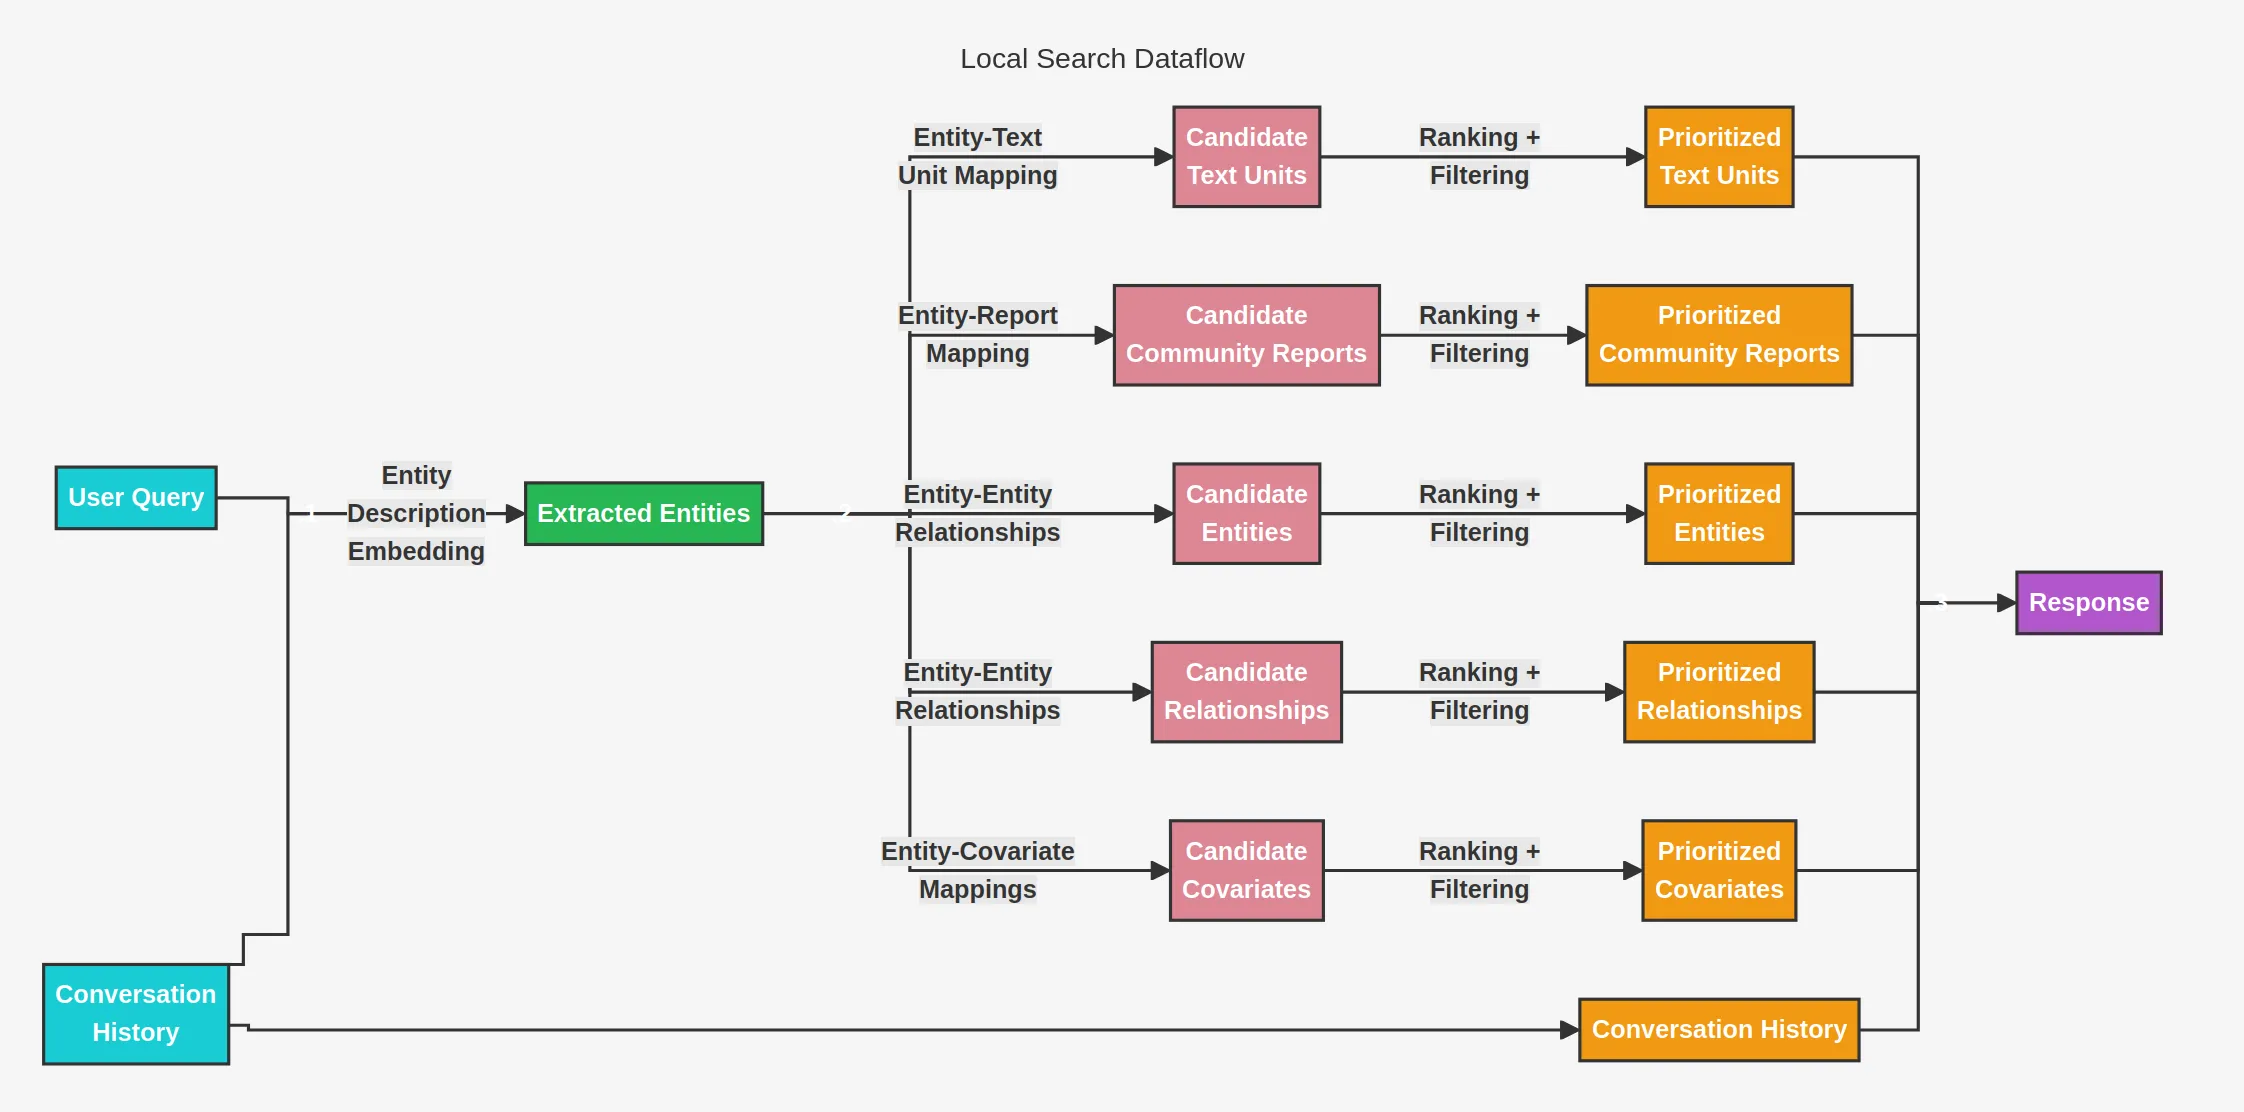 Local Search Dataflow
Entity-Text
Unit Mapping
Candidate
Text Units
Ranking +
Filtering
Prioritized
Text Units
Entity-Report
Mapping
Candidate
Community Reports
Ranking +
Filtering
Prioritized
Community Reports
User Query
1
Entity
Description
Embedding
Extracted Entities
2
Entity-Entity
Relationships
Candidate
Entities
Ranking +
Filtering
Prioritized
Entities
3
Response
Entity-Entity
Relationships
Candidate
Relationships
Ranking +
Filtering
Prioritized
Relationships
Entity-Covariate
Mappings
Candidate
Covariates
Ranking +
Filtering
Prioritized
Covariates
Conversation
History
Conversation History